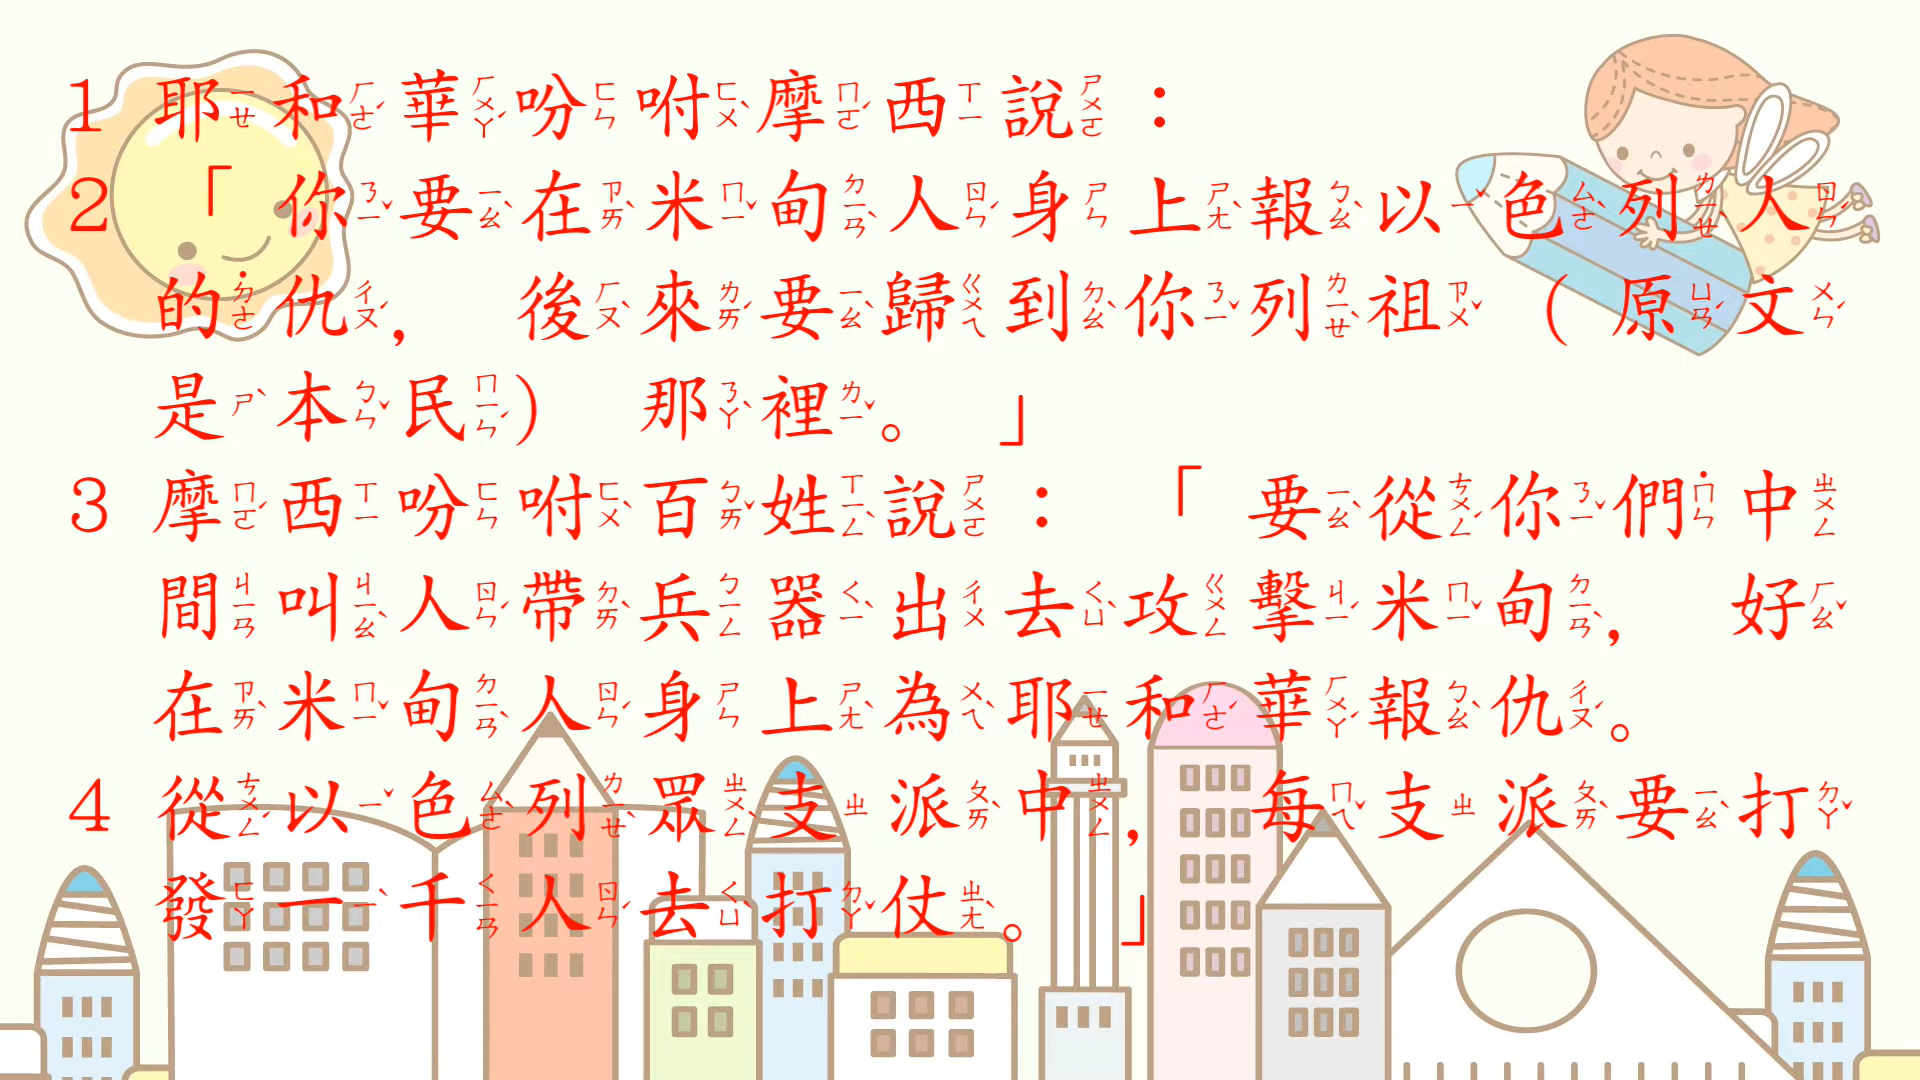 1 耶和華吩咐摩西說：
2 「你要在米甸人身上報以色列人
的仇， 後來要歸到你列祖（原文
是本民） 那裡。」
3 摩西吩咐百姓說：「要從你們中
間叫人帶兵器出去攻擊米甸， 好
在米甸人身上為耶和華報仇。
4 從以色列眾支派中， 每支派要打
發一千人去打仗。」